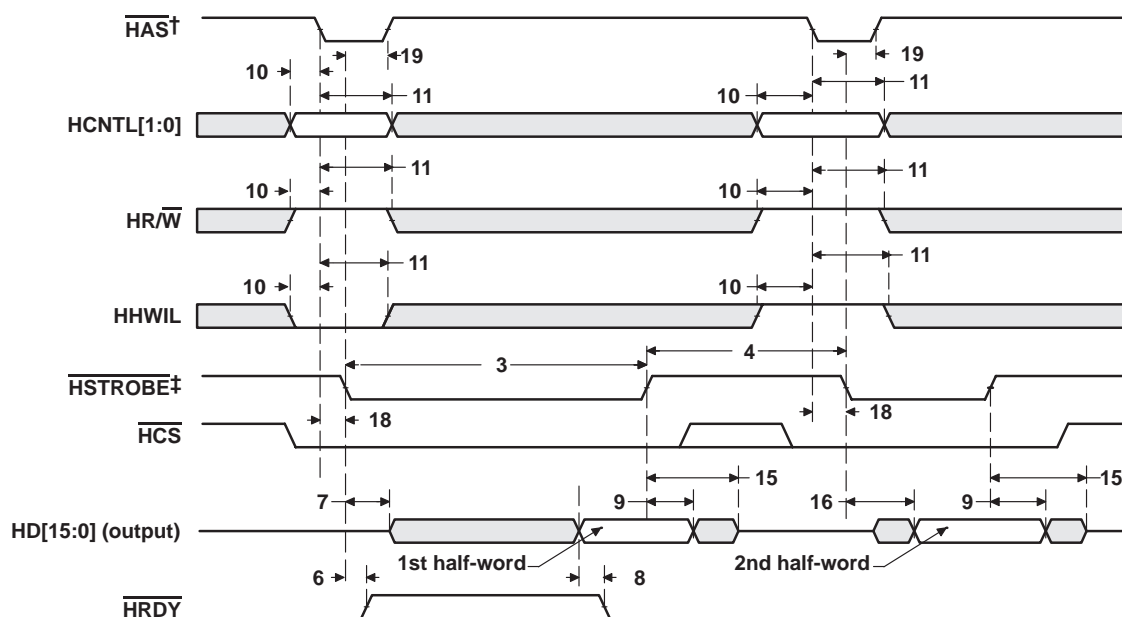 HAS†
19
19
10
11
10
11
HCNTL[1:0]
11
11
10
10
HR/W
11
11
10
10
HHWIL
3
4
HSTROBE‡
18
18
HCS
15
15
7
9
16
9
HD[15:0] (output)
1st half-word
2nd half-word
6
8
HRDY